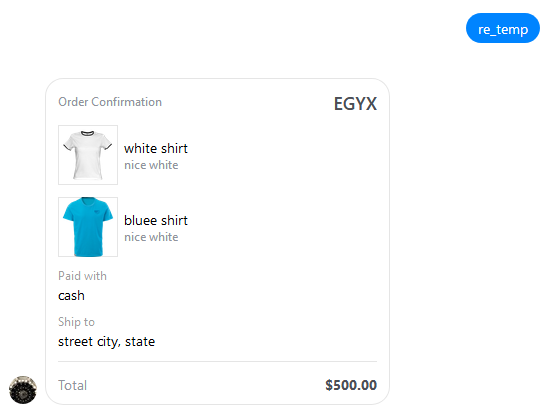 re_temp
Order Confirmation EGYX
white shirt
nice white
bluee shirt
nice white
Paid with
cash
Ship to
street city, state
Total $500.00